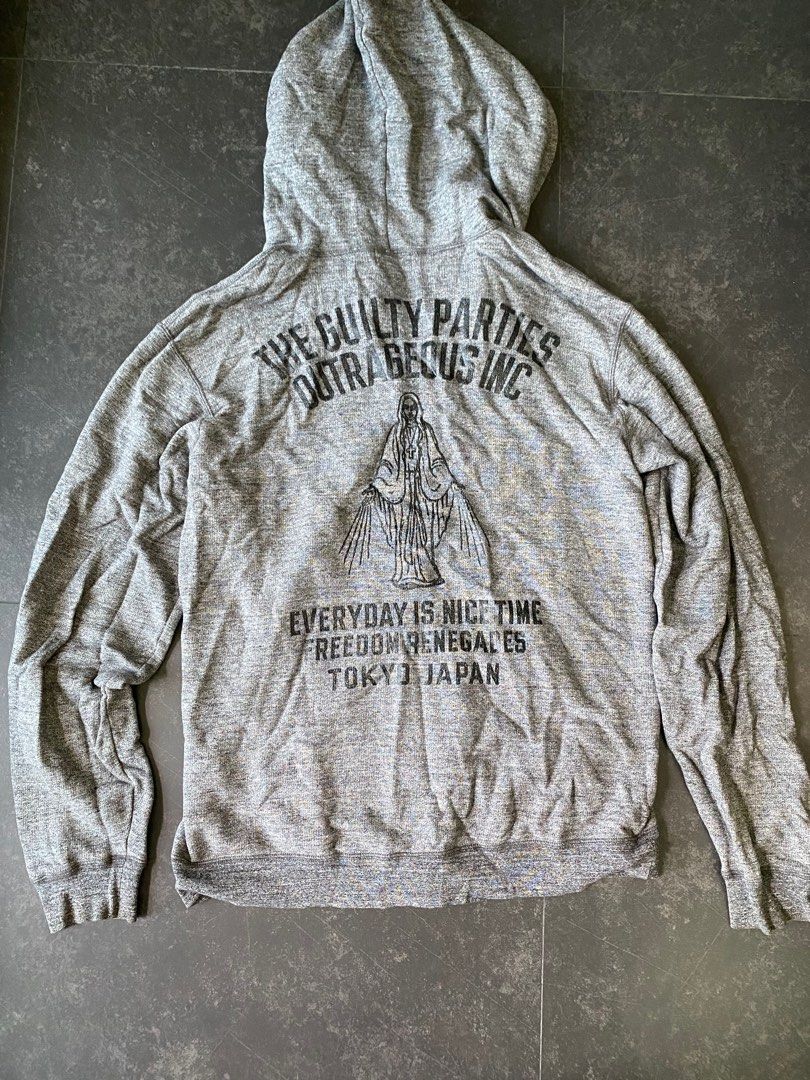 THE GUILTY PARTIES
OUTRAGEOUS INC
EVERYDAY IS NICE TIME
FREEDOM RENEGADES
TOKYO JAPAN